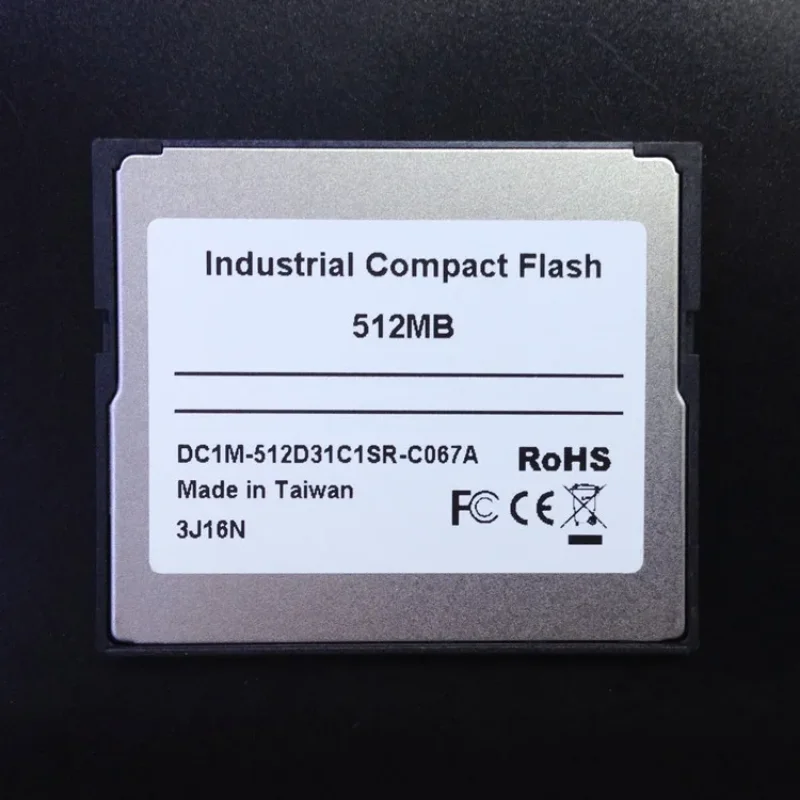 Industrial Compact Flash
512MB
DC1M-512D31C1SR-C067A
RoHS
Made in Taiwan
FC CE
3J16N